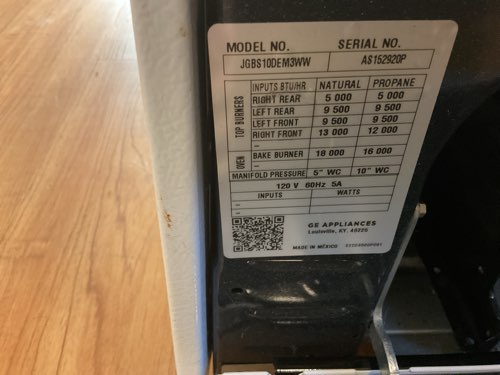 MODEL NO. SERIAL NO.
JGBS10DEM3WW AS152920P
TOP BURNERS
INPUTS BTU/HR NATURAL PROPANE
RIGHT REAR 5 000 5 000
LEFT REAR 9 500 9 500
LEFT FRONT 9 500 9 500
RIGHT FRONT 13 000 12 000
–
OVEN
BAKE BURNER 18 000 16 000
–
MANIFOLD PRESSURE 5" WC 10" WC
120 V 60Hz 5A
INPUTS WATTS
–
–
GE APPLIANCES
Louisville, KY. 40225
MADE IN MÉXICO